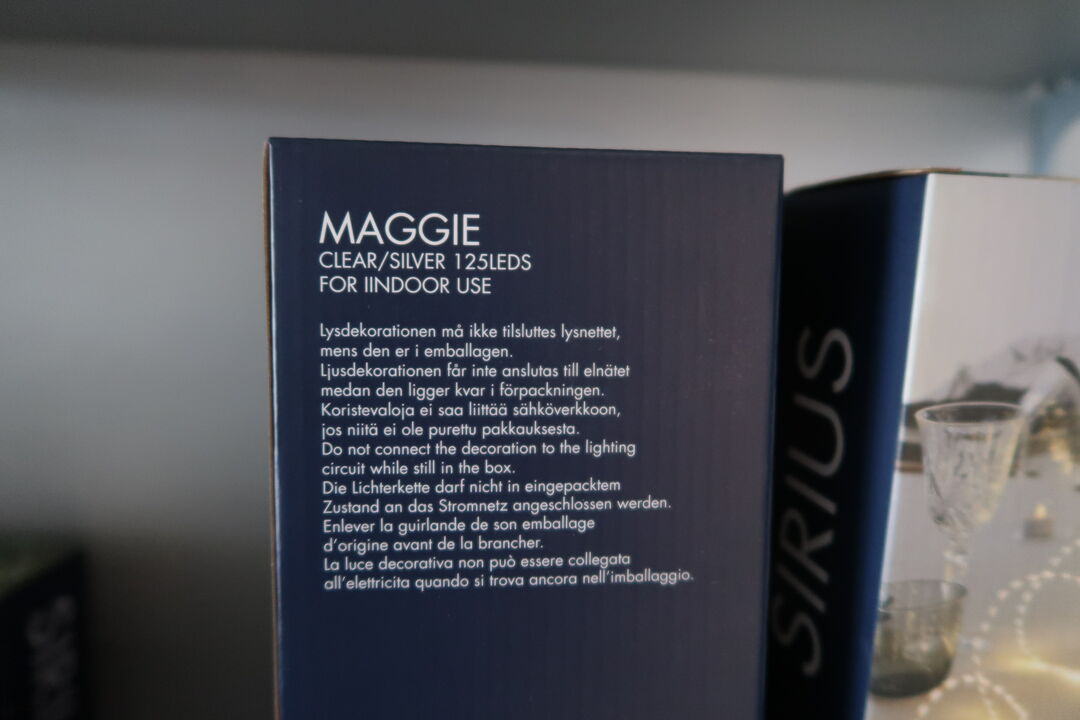 MAGGIE
CLEAR/SILVER 125LEDS
FOR IINDOOR USE
Lysdekorationen må ikke tilsluttes lysnettet,
mens den er i emballagen.
Ljusdekorationen får inte anslutas till elnätet
medan den ligger kvar i förpackningen.
Koristevaloja ei saa liittää sähköverkkoon,
jos niitä ei ole purettu pakkauksesta.
Do not connect the decoration to the lighting
circuit while still in the box.
Die Lichterkette darf nicht in eingepacktem
Zustand an das Stromnetz angeschlossen werden.
Enlever la guirlande de son emballage
d'origine avant de la brancher.
La luce decorativa non può essere collegata
all'elettricita quando si trova ancora nell'imballaggio.
SIRIUS